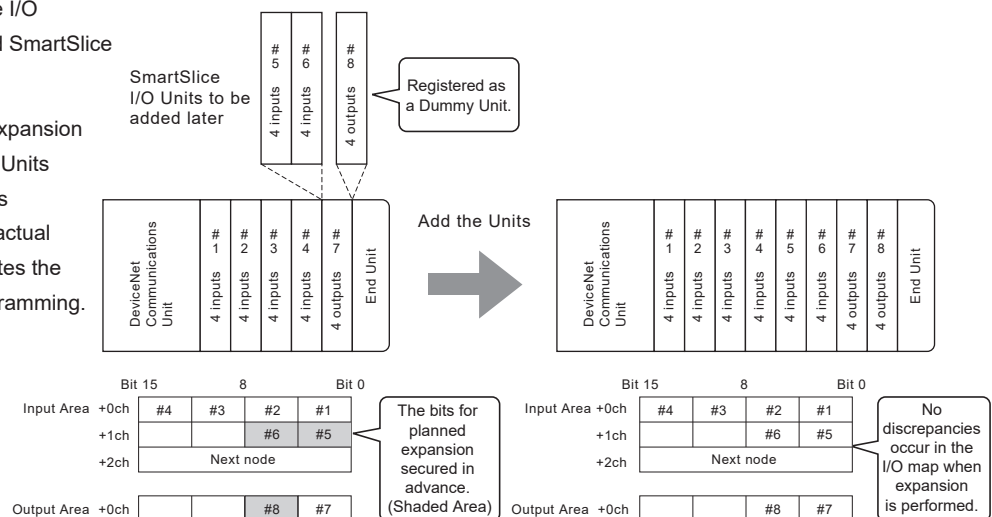 e I/O
d SmartSlice
xpansion
Units
s
actual
tes the
ramming.
SmartSlice
I/O Units to be
added later
#5 4 inputs
#6 4 inputs
#8 4 outputs
Registered as
a Dummy Unit.
DeviceNet
Communications
Unit
#1 4 inputs
#2 4 inputs
#3 4 inputs
#4 4 inputs
#7 4 outputs
End Unit
Add the Units
DeviceNet
Communications
Unit
#1 4 inputs
#2 4 inputs
#3 4 inputs
#4 4 inputs
#5 4 inputs
#6 4 inputs
#7 4 outputs
#8 4 outputs
End Unit
Bit 15 8 Bit 0
Input Area +0ch #4 #3 #2 #1
+1ch #6 #5
+2ch Next node
Output Area +0ch #8 #7
The bits for
planned
expansion
secured in
advance.
(Shaded Area)
Bit 15 8 Bit 0
Input Area +0ch #4 #3 #2 #1
+1ch #6 #5
+2ch Next node
Output Area +0ch #8 #7
No
discrepancies
occur in the
I/O map when
expansion
is performed.